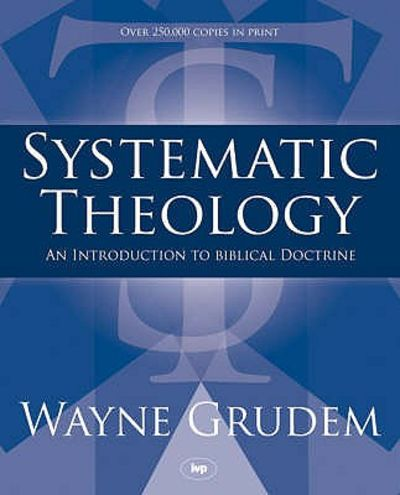 OVER 250,000 COPIES IN PRINT
SYSTEMATIC
THEOLOGY
AN INTRODUCTION TO BIBLICAL DOCTRINE
WAYNE GRUDEM
ivp